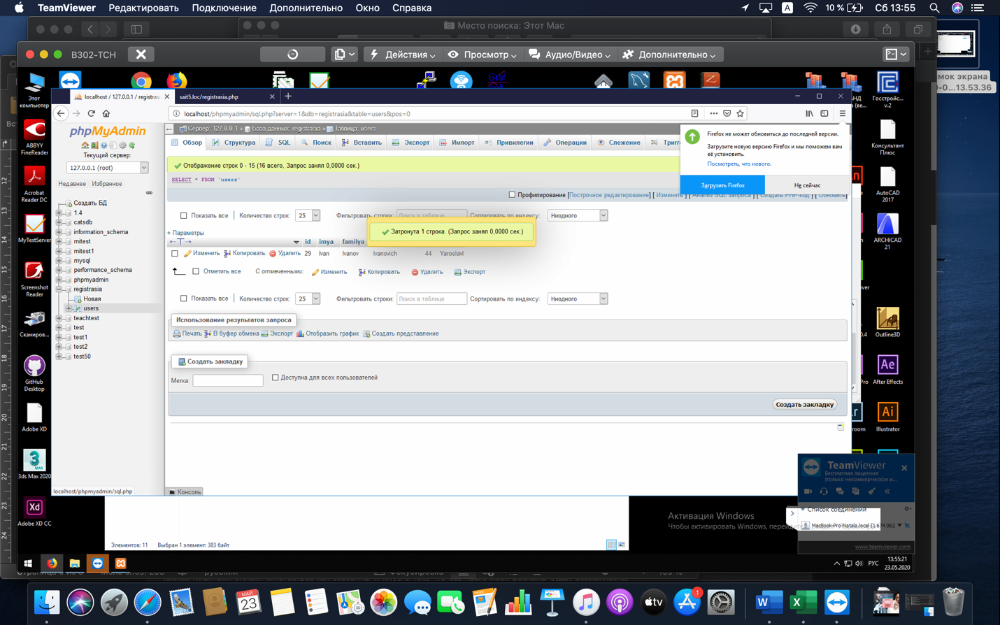 TeamViewer Редактировать Подключение Дополнительно Окно Справка A 10 % Сб 13:55
Место поиска: Этот Mac
B302-TCH Действия Просмотр Аудио/Видео Дополнительно
мок экрана
0-0...13.53.36
Этот компьютер
ABBYY FineReader
Acrobat Reader DC
MyTestServer
Screenshot Reader
Сканиров...
GitHub Desktop
Adobe XD
3ds Max 2020
Adobe XD CC
localhost / 127.0.0.1 / registrasi
sait5.loc/registrasia.php
localhost/phpmyadmin/sql.php?server=1&db=registrasia&table=users&pos=0
phpMyAdmin
Текущий сервер:
127.0.0.1 (root)
Недавнее Избранное
Создать БД
1.4
catsdb
information_schema
mitest
mitest1
mysql
performance_schema
phpmyadmin
registrasia
Новая
users
teachtest
test
test1
test2
test50
localhost/phpmyadmin/sql.php
Сервер: 127.0.0.1 » База данных: registrasia » Таблица: users
Обзор Структура SQL Поиск Вставить Экспорт Импорт Привилегии Операции Слежение Тригг
Отображение строк 0 - 15 (16 всего, Запрос занял 0,0000 сек.)
SELECT * FROM `users`
Профилирование [Построчное редактирование] [ Изменить ] [ Анализ SQL запроса ] [ Создать PHP-код ] [ Обновить]
Firefox не может обновиться до последней версии.
Загрузите новую версию Firefox и мы поможем вам её установить.
Посмотреть, что нового.
Загрузить Firefox Не сейчас
Показать все Количество строк: 25 Фильтровать строки: Поиск в таблице Сортировать по индексу: Ниодного
Затронута 1 строка. (Запрос занял 0,0000 сек.)
+ Параметры
id imya familya
Изменить Копировать Удалить 29 Ivan Ivanov Ivanovich 44 Yaroslavl
Отметить все С отмеченными: Изменить Копировать Удалить Экспорт
Показать все Количество строк: 25 Фильтровать строки: Поиск в таблице Сортировать по индексу: Ниодного
Использование результатов запроса
Печать В буфер обмена Экспорт Отобразить график Создать представление
Создать закладку
Метка: Доступна для всех пользователей
Создать закладку
Консоль
Госстройс... v.2
Консультант Плюс
AutoCAD 2017
ARCHICAD 21
Outline3D
After Effects
Illustrator
TeamViewer
Бесплатная лицензия
(только некоммерческое и...
Список соединений
MacBook-Pro-Natala.local (1 674 062
www.teamviewer.com
Активация Windows
Чтобы активировать Windows, перейдите
Элементов: 11 Выбран 1 элемент: 383 байт
РУС 13:55:21
23.05.2020
МАЙ
23